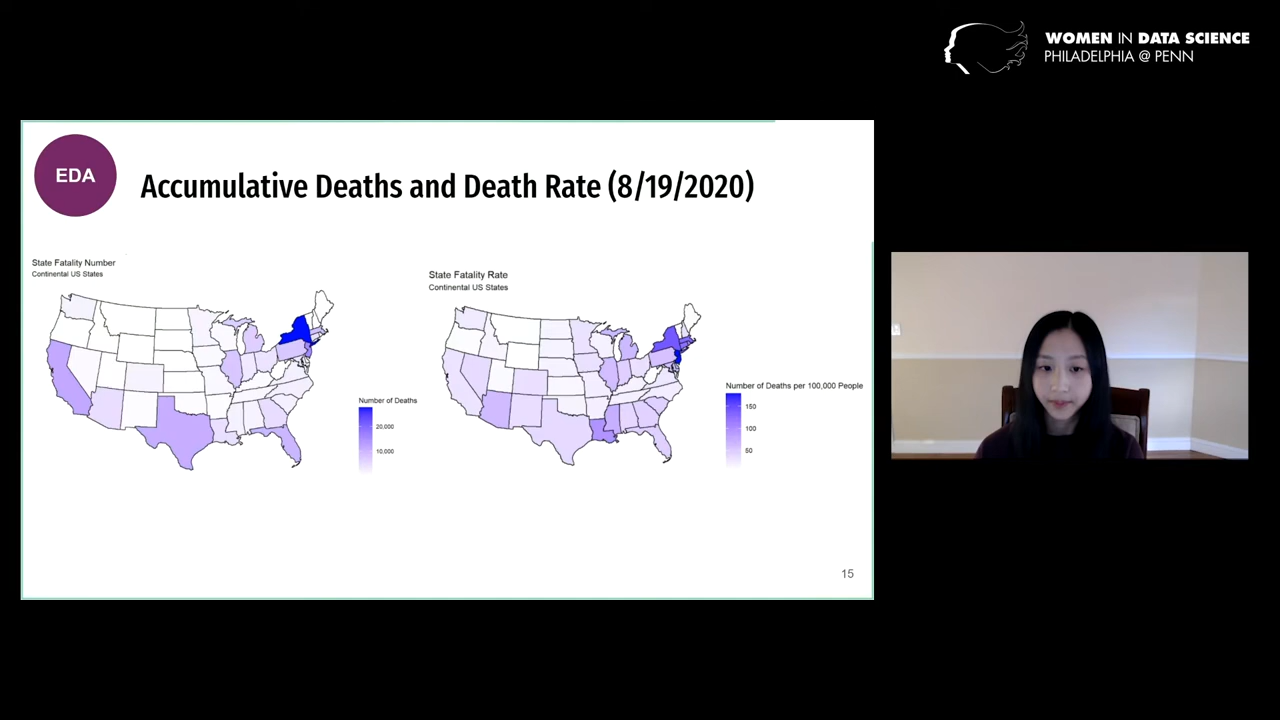 WOMEN IN DATA SCIENCE
PHILADELPHIA @ PENN
EDA
Accumulative Deaths and Death Rate (8/19/2020)
State Fatality Number
Continental US States
Number of Deaths
20,000
10,000
State Fatality Rate
Continental US States
Number of Deaths per 100,000 People
150
100
50
15